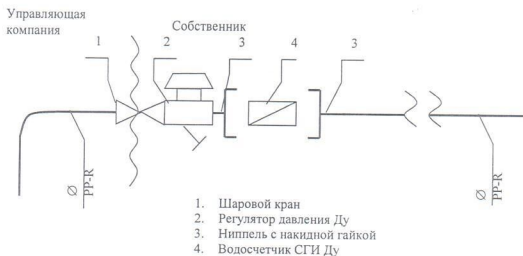 Управляющая
компания
Собственник
1 2 3 4 3
Ø
PP-R
Ø
PP-R
1. Шаровой кран
2. Регулятор давления Ду
3. Ниппель с накидной гайкой
4. Водосчетчик СГИ Ду